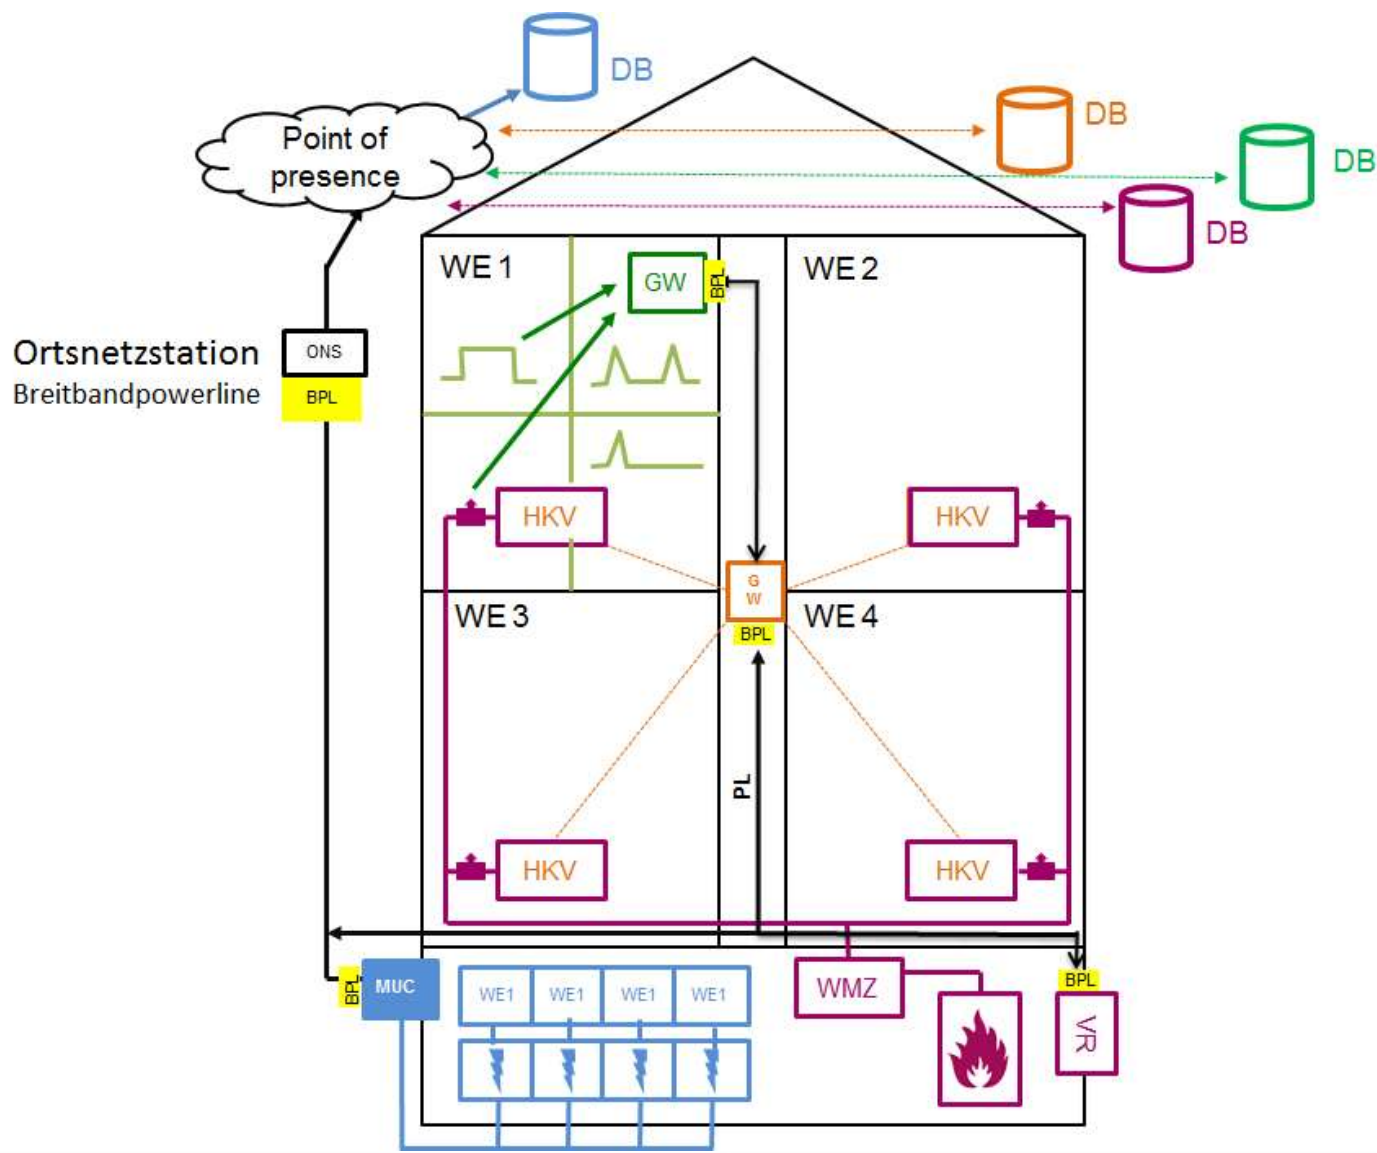 DB
Point of
presence
DB
DB
DB
WE 1
GW
BPL
WE 2
Ortsnetzstation
Breitbandpowerline
ONS
BPL
HKV
HKV
G
W
BPL
WE 3
WE 4
PL
HKV
HKV
BPL
MUC
WE1
WE1
WE1
WE1
WMZ
BPL
VR